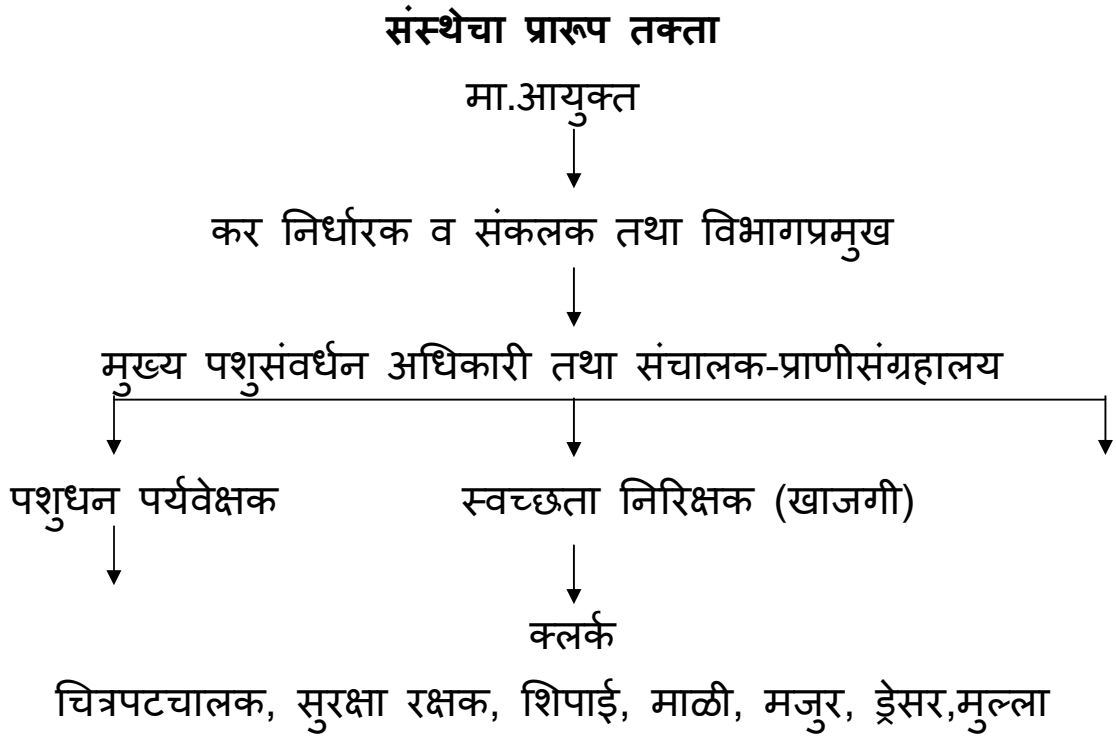 संस्थेचा प्रारूप तक्ता
मा.आयुक्त
कर निर्धारक व संकलक तथा विभागप्रमुख
मुख्य पशुसंवर्धन अधिकारी तथा संचालक-प्राणीसंग्रहालय
पशुधन पर्यवेक्षक स्वच्छता निरिक्षक (खाजगी)
क्लर्क
चित्रपटचालक, सुरक्षा रक्षक, शिपाई, माळी, मजुर, ड्रेसर,मुल्ला